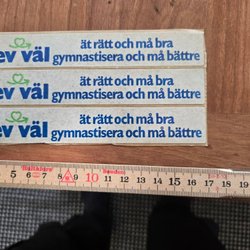 ev väl ät rätt och må bra
gymnastisera och må bättre
ev väl ät rätt och må bra
gymnastisera och må bättre
ev väl ät rätt och må bra
gymnastisera och må bättre
5 6 7 8 9 10 11 12 13 14 15 16 17 18 19